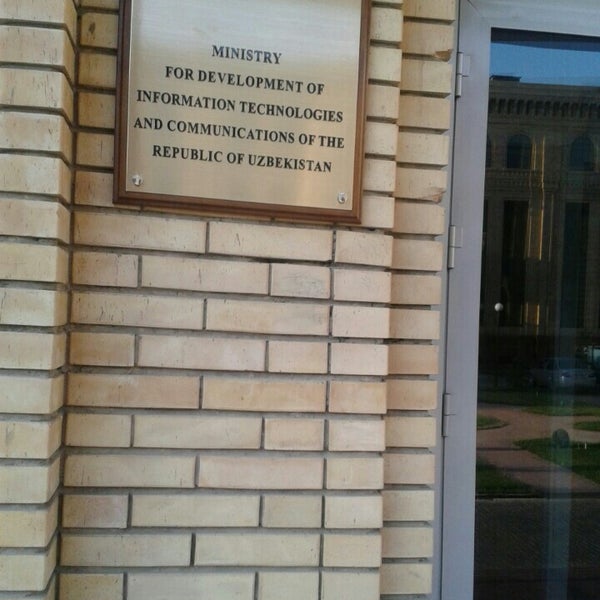 MINISTRY
FOR DEVELOPMENT OF
INFORMATION TECHNOLOGIES
AND COMMUNICATIONS OF THE
REPUBLIC OF UZBEKISTAN